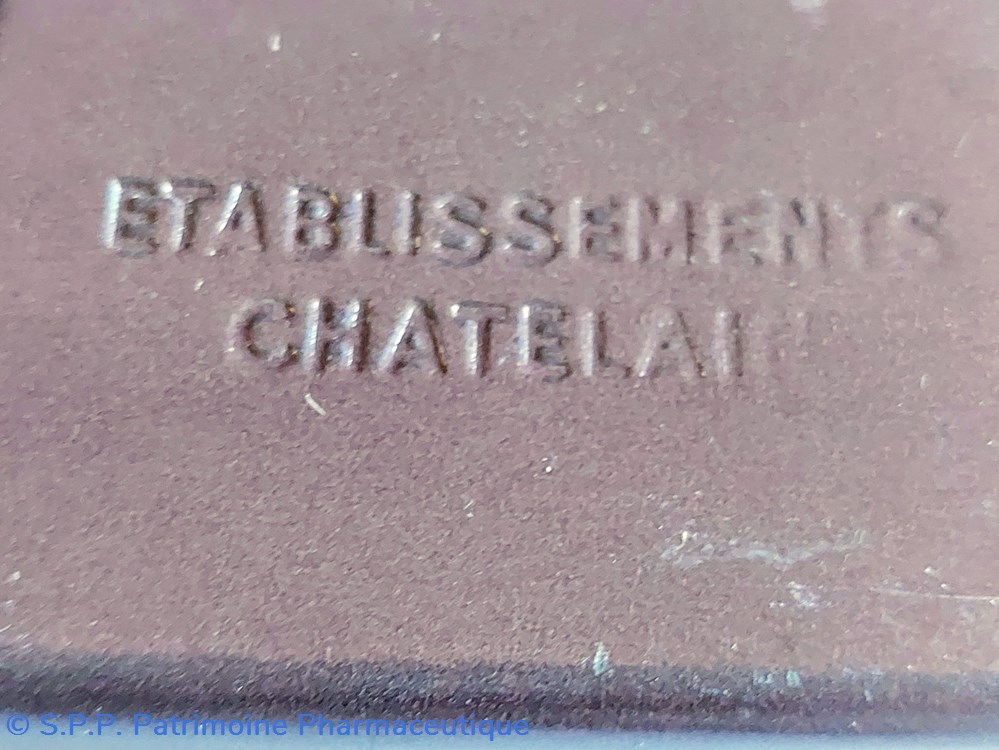 ETABLISSEMENTS
CHATELAIN
© S.P.P. Patrimoine Pharmaceutique